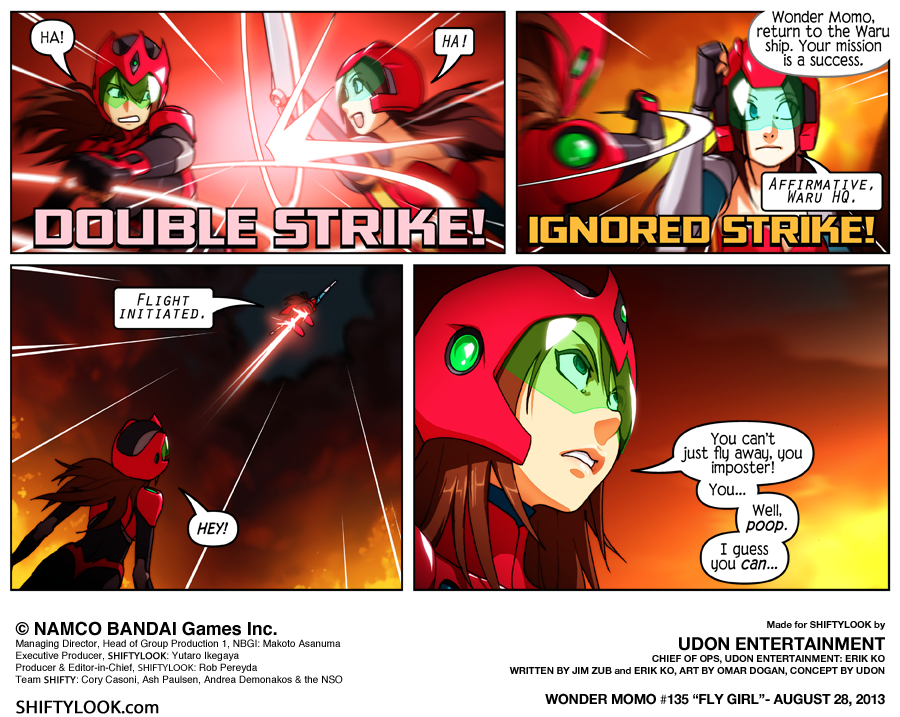 HA!
HA!
DOUBLE STRIKE!
Wonder Momo,
return to the Waru
ship. Your mission
is a success.
Affirmative,
Waru HQ.
IGNORED STRIKE!
Flight
initiated.
HEY!
You can't
just fly away, you
imposter!
You...
Well,
poop.
I guess
you can...
© NAMCO BANDAI Games Inc.
Managing Director, Head of Group Production 1, NBGI: Makoto Asanuma
Executive Producer, SHIFTYLOOK: Yutaro Ikegaya
Producer & Editor-in-Chief, SHIFTYLOOK: Rob Pereyda
Team SHIFTY: Cory Casoni, Ash Paulsen, Andrea Demonakos & the NSO
SHIFTYLOOK.com
Made for SHIFTYLOOK by
UDON ENTERTAINMENT
CHIEF OF OPS, UDON ENTERTAINMENT: ERIK KO
WRITTEN BY JIM ZUB and ERIK KO, ART BY OMAR DOGAN, CONCEPT BY UDON
WONDER MOMO #135 “FLY GIRL”- AUGUST 28, 2013